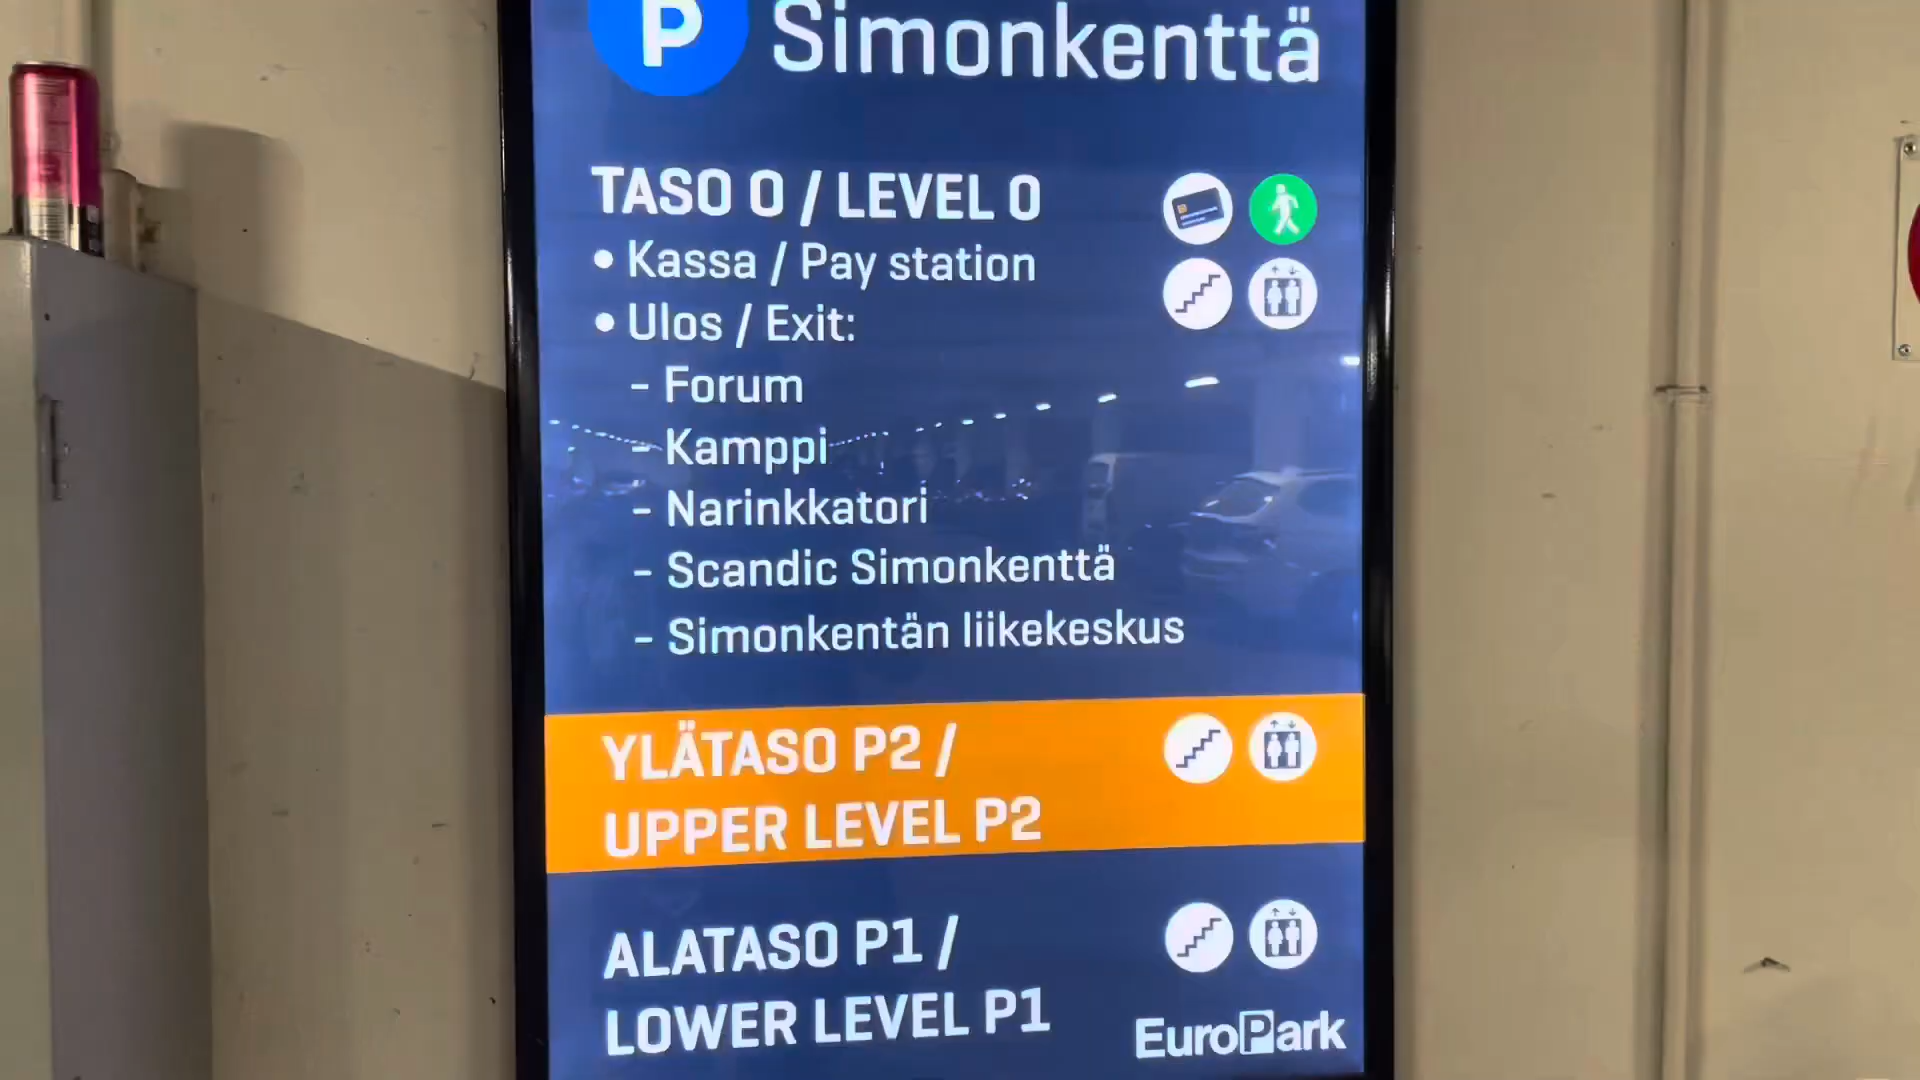 P Simonkenttä
TASO 0 / LEVEL 0
• Kassa / Pay station
• Ulos / Exit:
- Forum
- Kamppi
- Narinkkatori
- Scandic Simonkenttä
- Simonkentän liikekeskus
YLÄTASO P2 /
UPPER LEVEL P2
ALATASO P1 /
LOWER LEVEL P1
EuroPark